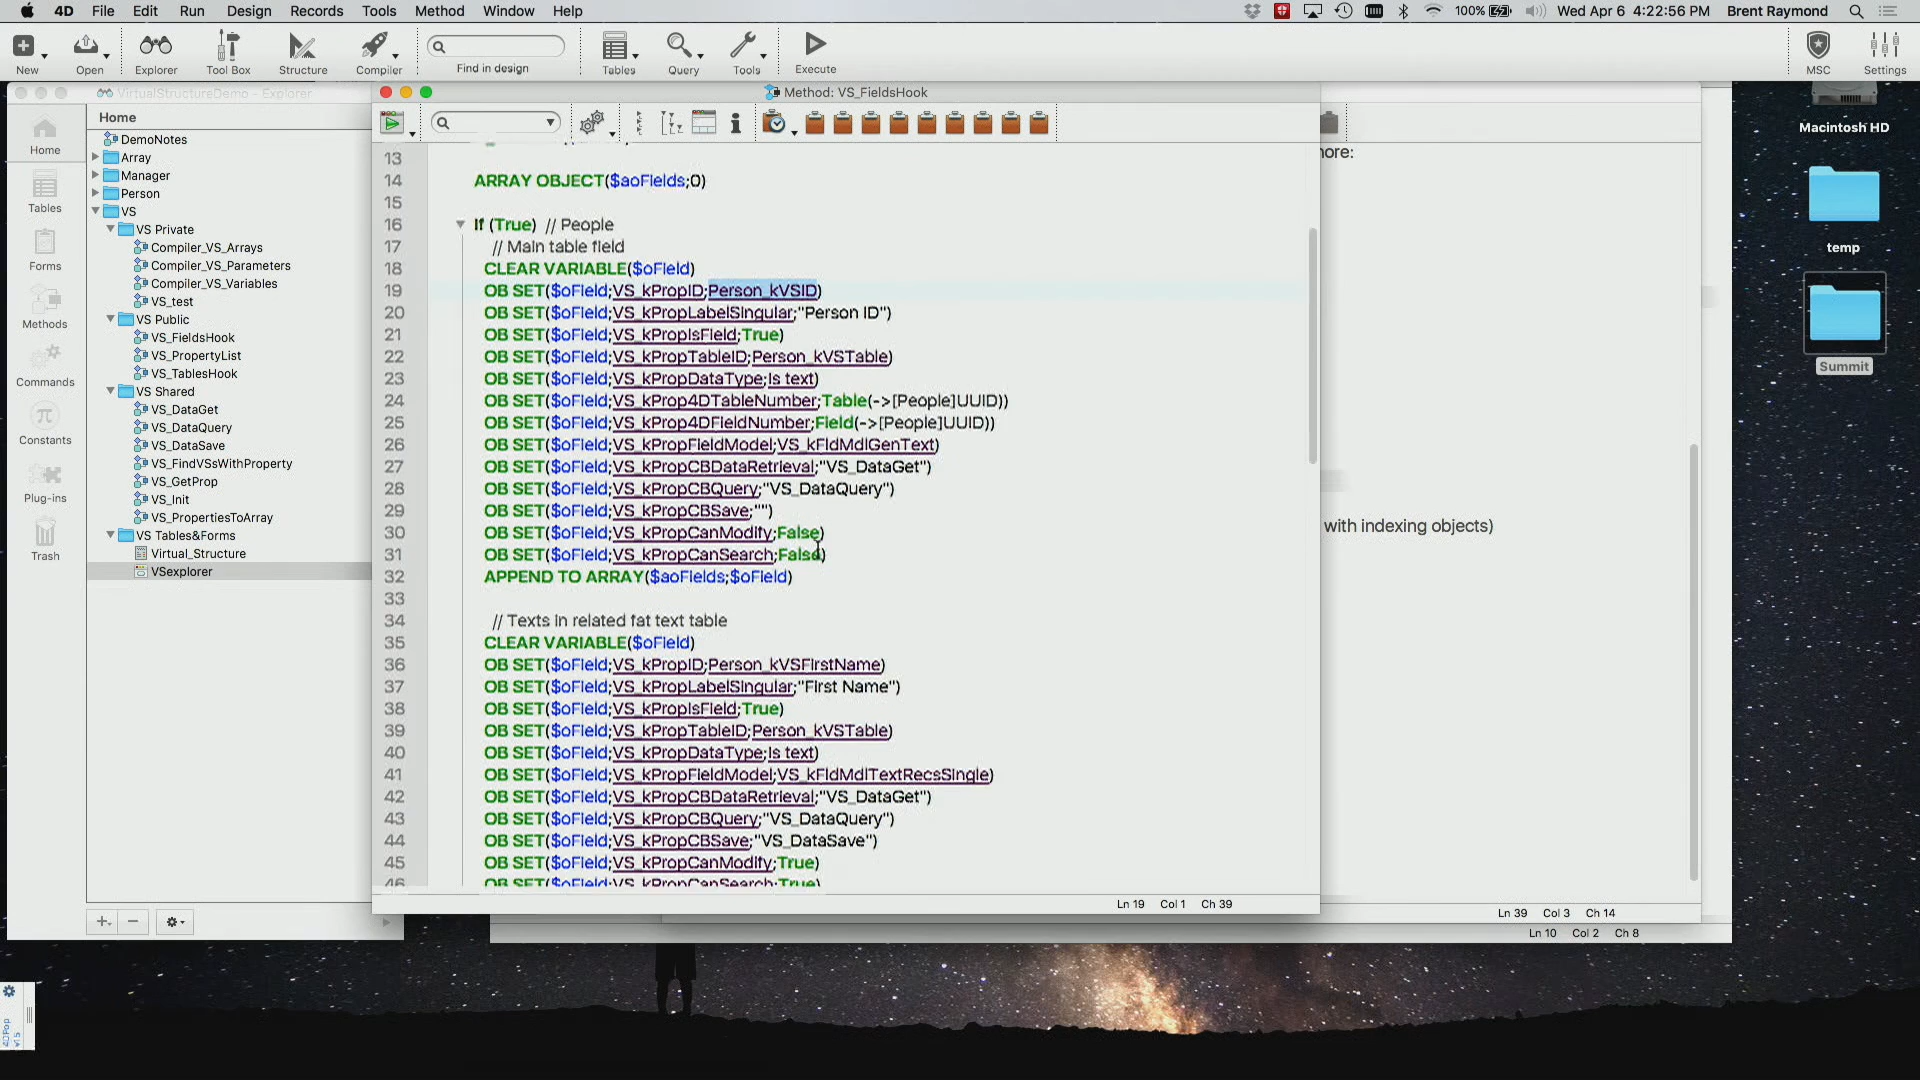 4D File Edit Run Design Records Tools Method Window Help 100% Wed Apr 6 4:22:56 PM Brent Raymond
New Open Explorer Tool Box Structure Compiler Find in design Tables Query Tools Execute MSC Settings
VirtualStructureDemo - Explorer
Home
Home
Tables
Forms
Methods
Commands
Constants
Plug-ins
Trash
DemoNotes
Array
Manager
Person
VS
VS Private
Compiler_VS_Arrays
Compiler_VS_Parameters
Compiler_VS_Variables
VS_test
VS Public
VS_FieldsHook
VS_PropertyList
VS_TablesHook
VS Shared
VS_DataGet
VS_DataQuery
VS_DataSave
VS_FindVSsWithProperty
VS_GetProp
VS_Init
VS_PropertiesToArray
VS Tables&Forms
Virtual_Structure
VSexplorer
Method: VS_FieldsHook
13
14 ARRAY OBJECT($aoFields;0)
15
16 If (True) // People
17 // Main table field
18 CLEAR VARIABLE($oField)
19 OB SET($oField;VS_kPropID;Person_kVSID)
20 OB SET($oField;VS_kPropLabelSingular;"Person ID")
21 OB SET($oField;VS_kPropIsField;True)
22 OB SET($oField;VS_kPropTableID;Person_kVSTable)
23 OB SET($oField;VS_kPropDataType;Is text)
24 OB SET($oField;VS_kProp4DTableNumber;Table(->[People]UUID))
25 OB SET($oField;VS_kProp4DFieldNumber;Field(->[People]UUID))
26 OB SET($oField;VS_kPropFieldModel;VS_kFldMdlGenText)
27 OB SET($oField;VS_kPropCBDataRetrieval;"VS_DataGet")
28 OB SET($oField;VS_kPropCBQuery;"VS_DataQuery")
29 OB SET($oField;VS_kPropCBSave;"")
30 OB SET($oField;VS_kPropCanModify;False)
31 OB SET($oField;VS_kPropCanSearch;False)
32 APPEND TO ARRAY($aoFields;$oField)
33
34 // Texts in related fat text table
35 CLEAR VARIABLE($oField)
36 OB SET($oField;VS_kPropID;Person_kVSFirstName)
37 OB SET($oField;VS_kPropLabelSingular;"First Name")
38 OB SET($oField;VS_kPropIsField;True)
39 OB SET($oField;VS_kPropTableID;Person_kVSTable)
40 OB SET($oField;VS_kPropDataType;Is text)
41 OB SET($oField;VS_kPropFieldModel;VS_kFldMdlTextRecsSingle)
42 OB SET($oField;VS_kPropCBDataRetrieval;"VS_DataGet")
43 OB SET($oField;VS_kPropCBQuery;"VS_DataQuery")
44 OB SET($oField;VS_kPropCBSave;"VS_DataSave")
45 OB SET($oField;VS_kPropCanModify;True)
46 OB SET($oField;VS_kPropCanSearch;True)
Ln 19 Col 1 Ch 39
nore:
with indexing objects)
Ln 39 Col 3 Ch 14
Ln 10 Col 2 Ch 8
Macintosh HD
temp
Summit
4DPop
v15